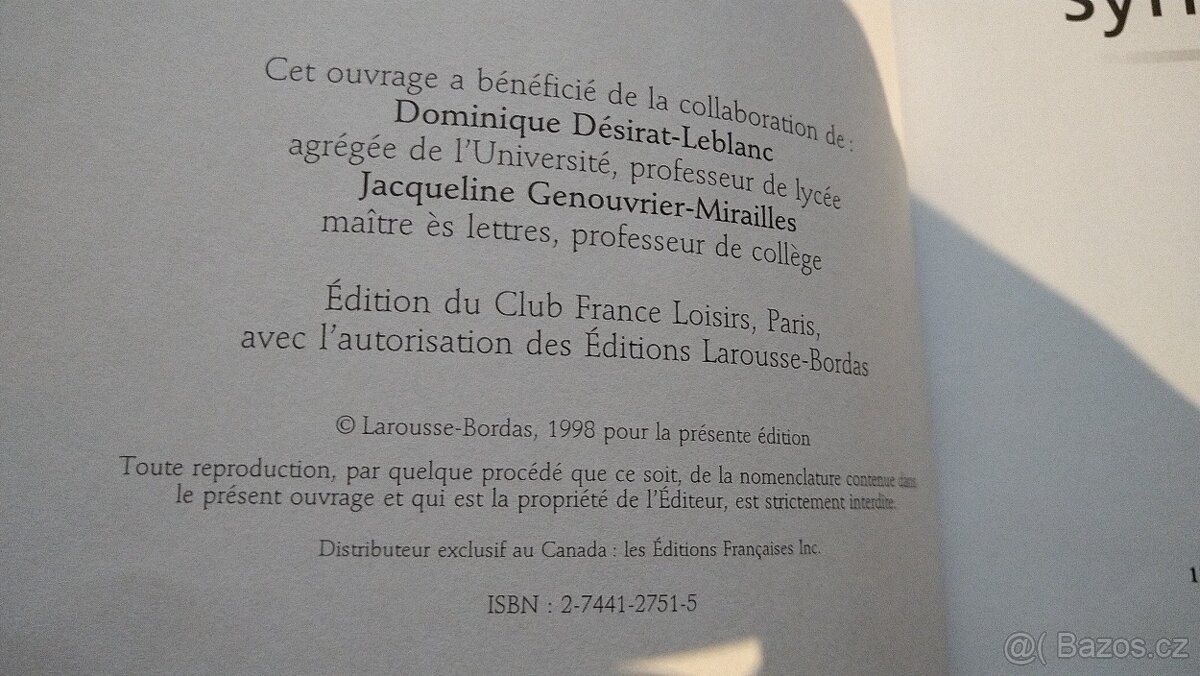 Cet ouvrage a bénéficié de la collaboration de :
Dominique Désirat-Leblanc
agrégée de l'Université, professeur de lycée
Jacqueline Genouvrier-Mirailles
maître ès lettres, professeur de collège
Édition du Club France Loisirs, Paris,
avec l'autorisation des Éditions Larousse-Bordas
© Larousse-Bordas, 1998 pour la présente édition
Toute reproduction, par quelque procédé que ce soit, de la nomenclature contenue dans
le présent ouvrage et qui est la propriété de l'Éditeur, est strictement interdite.
Distributeur exclusif au Canada : les Éditions Françaises Inc.
ISBN : 2-7441-2751-5
1
@( Bazos.cz